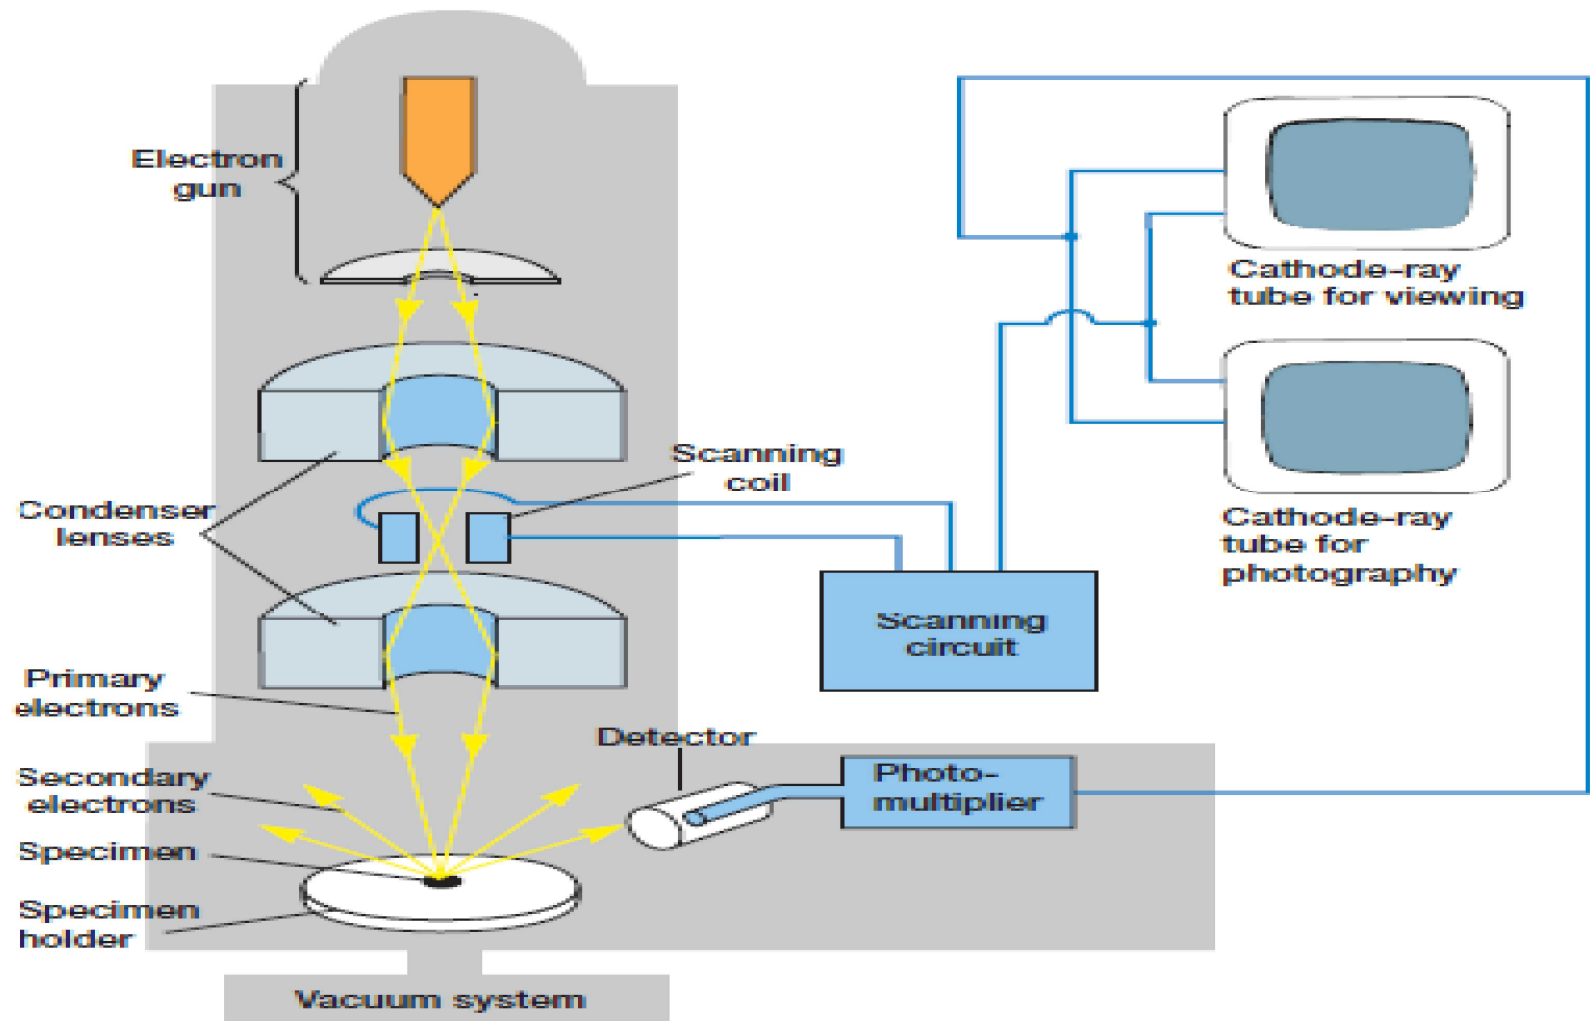 Electron
gun
Cathode-ray
tube for viewing
Scanning
coil
Condenser
lenses
Cathode-ray
tube for
photography
Scanning
circuit
Primary
electrons
Detector
Photo-
multiplier
Secondary
electrons
Specimen
Specimen
holder
Vacuum system